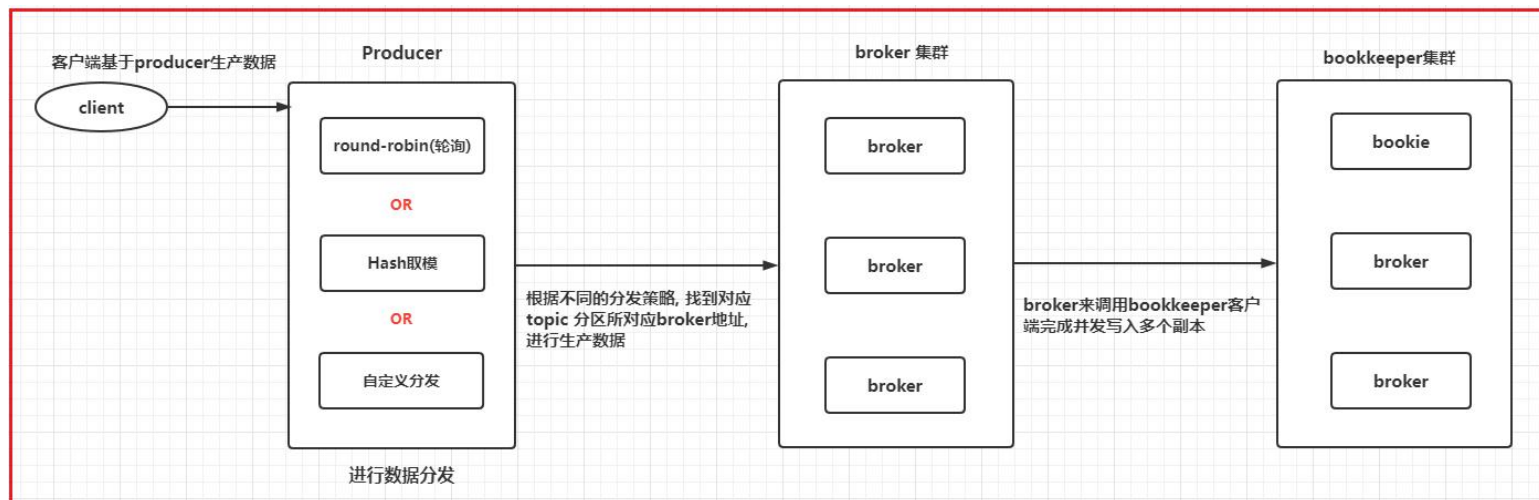 客户端基于producer生产数据
client
Producer
round-robin(轮询)
OR
Hash取模
OR
自定义分发
进行数据分发
根据不同的分发策略, 找到对应
topic 分区所对应broker地址,
进行生产数据
broker 集群
broker
broker
broker
broker来调用bookkeeper客户
端完成并发写入多个副本
bookkeeper集群
bookie
broker
broker